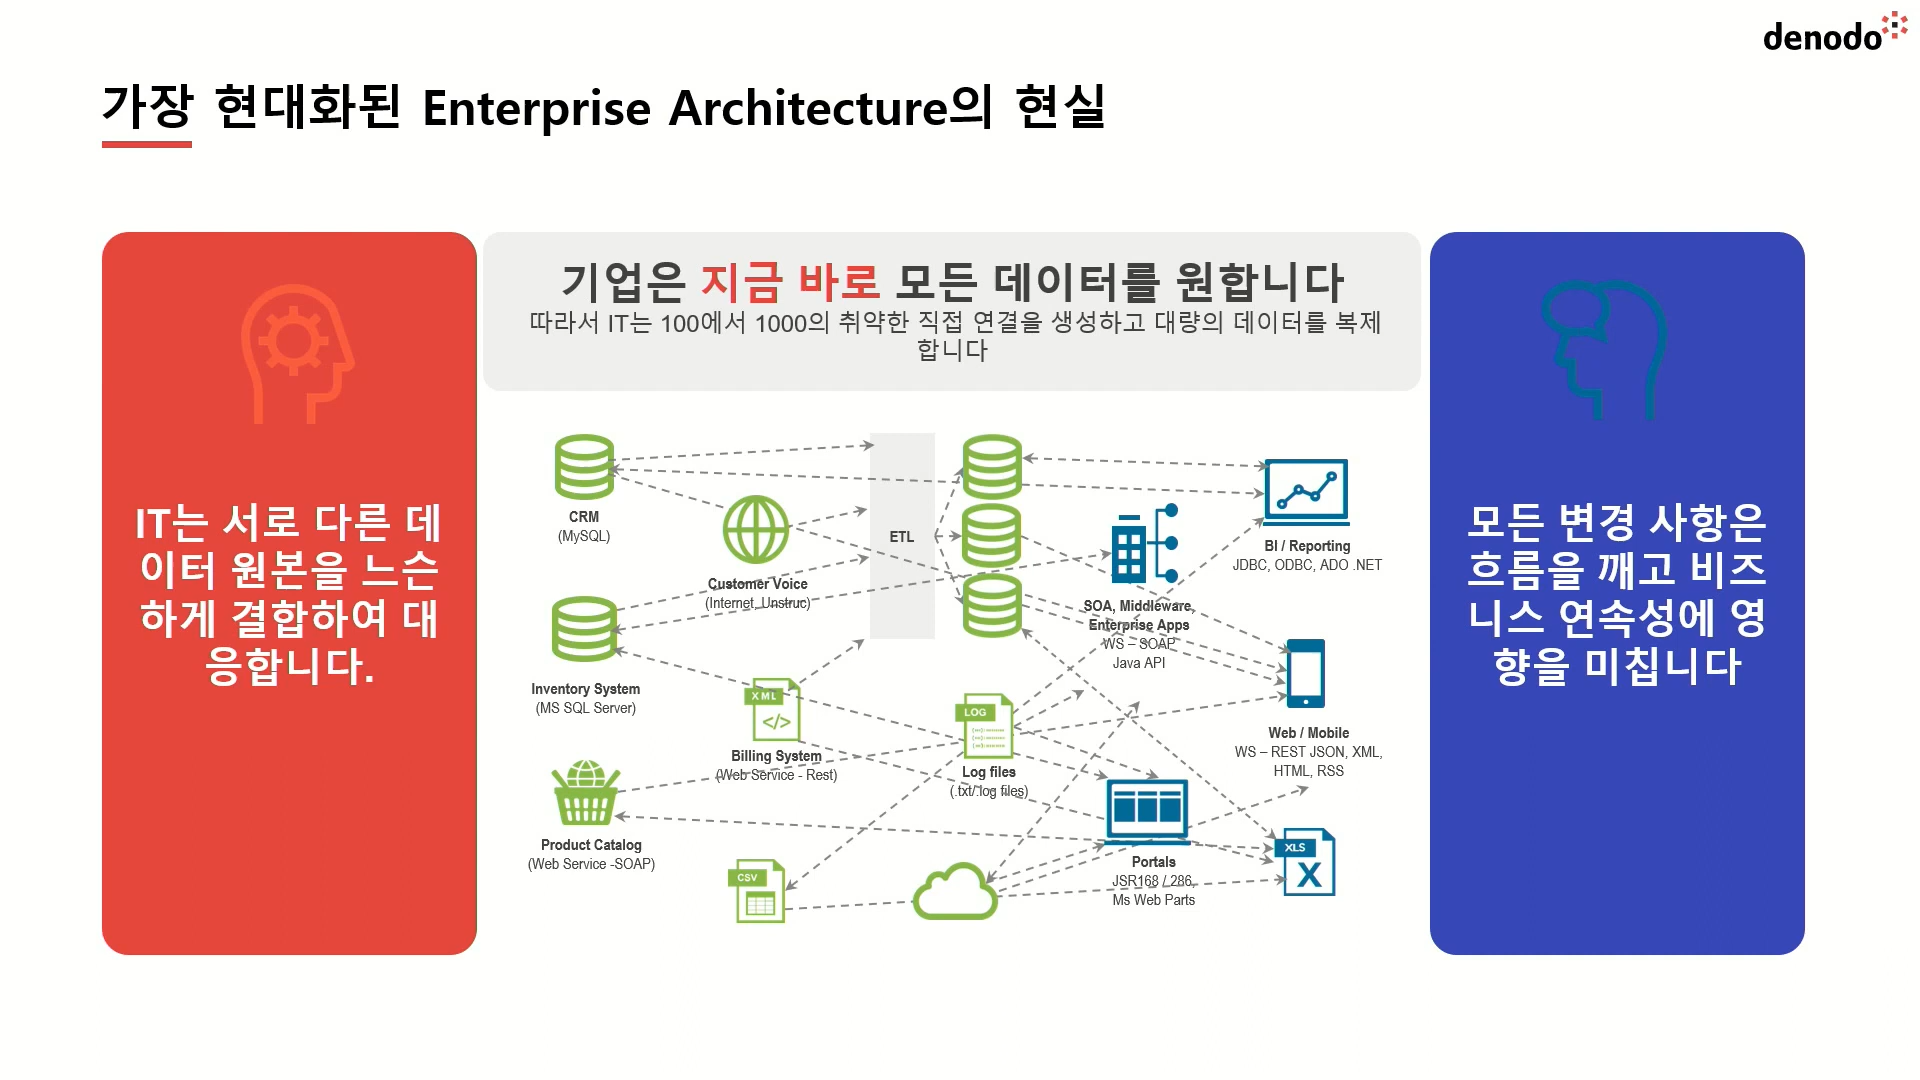 denodo
가장 현대화된 Enterprise Architecture의 현실
IT는 서로 다른 데
이터 원본을 느슨
하게 결합하여 대
응합니다.
기업은 지금 바로 모든 데이터를 원합니다
따라서 IT는 100에서 1000의 취약한 직접 연결을 생성하고 대량의 데이터를 복제
합니다
CRM
(MySQL)
Customer Voice
(Internet, Unstruc)
ETL
Inventory System
(MS SQL Server)
XML
</>
Billing System
(Web Service - Rest)
Product Catalog
(Web Service -SOAP)
CSV
LOG
Log files
(.txt/.log files)
SOA, Middleware,
Enterprise Apps
WS – SOAP
Java API
BI / Reporting
JDBC, ODBC, ADO .NET
Web / Mobile
WS – REST JSON, XML,
HTML, RSS
Portals
JSR168 / 286,
Ms Web Parts
XLS
X
모든 변경 사항은
흐름을 깨고 비즈
니스 연속성에 영
향을 미칩니다